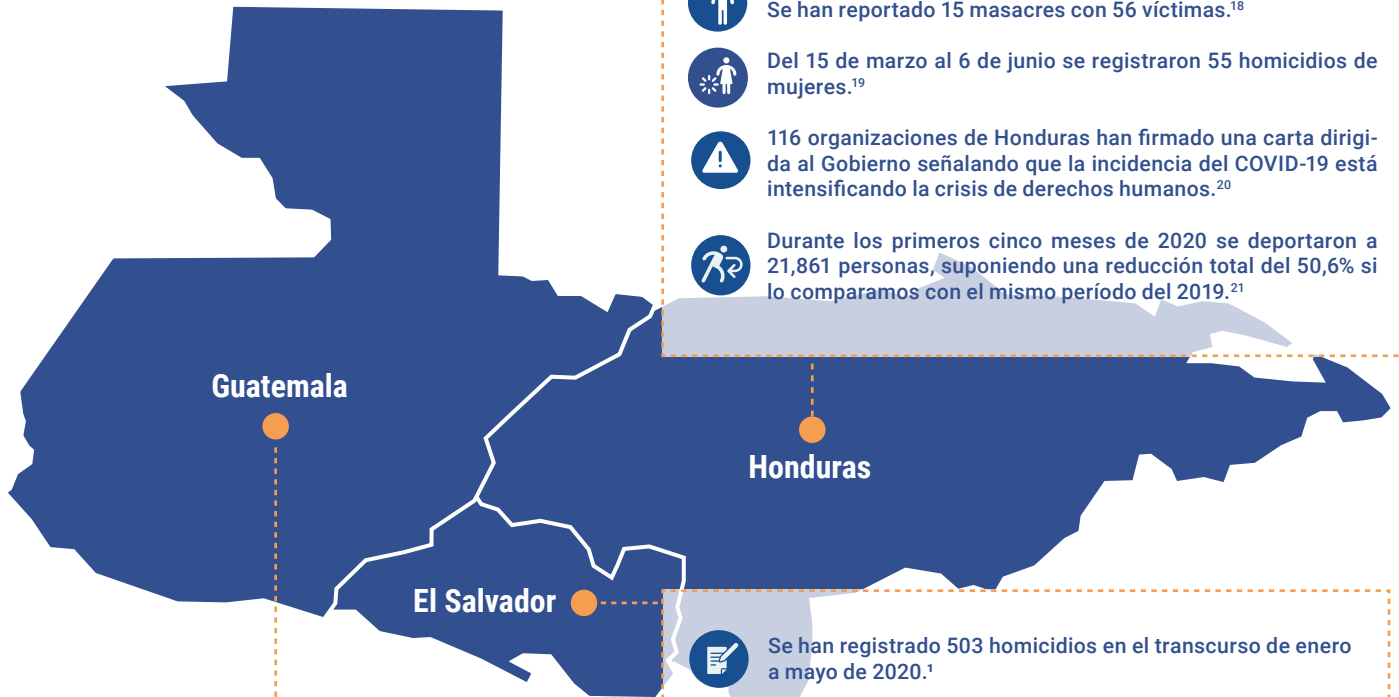 Se han reportado 15 masacres con 56 víctimas.¹⁸
Del 15 de marzo al 6 de junio se registraron 55 homicidios de
mujeres.¹⁹
116 organizaciones de Honduras han firmado una carta dirigi-
da al Gobierno señalando que la incidencia del COVID-19 está
intensificando la crisis de derechos humanos.²⁰
Durante los primeros cinco meses de 2020 se deportaron a
21,861 personas, suponiendo una reducción total del 50,6% si
lo comparamos con el mismo período del 2019.²¹
Guatemala
Honduras
El Salvador
Se han registrado 503 homicidios en el transcurso de enero
a mayo de 2020.¹